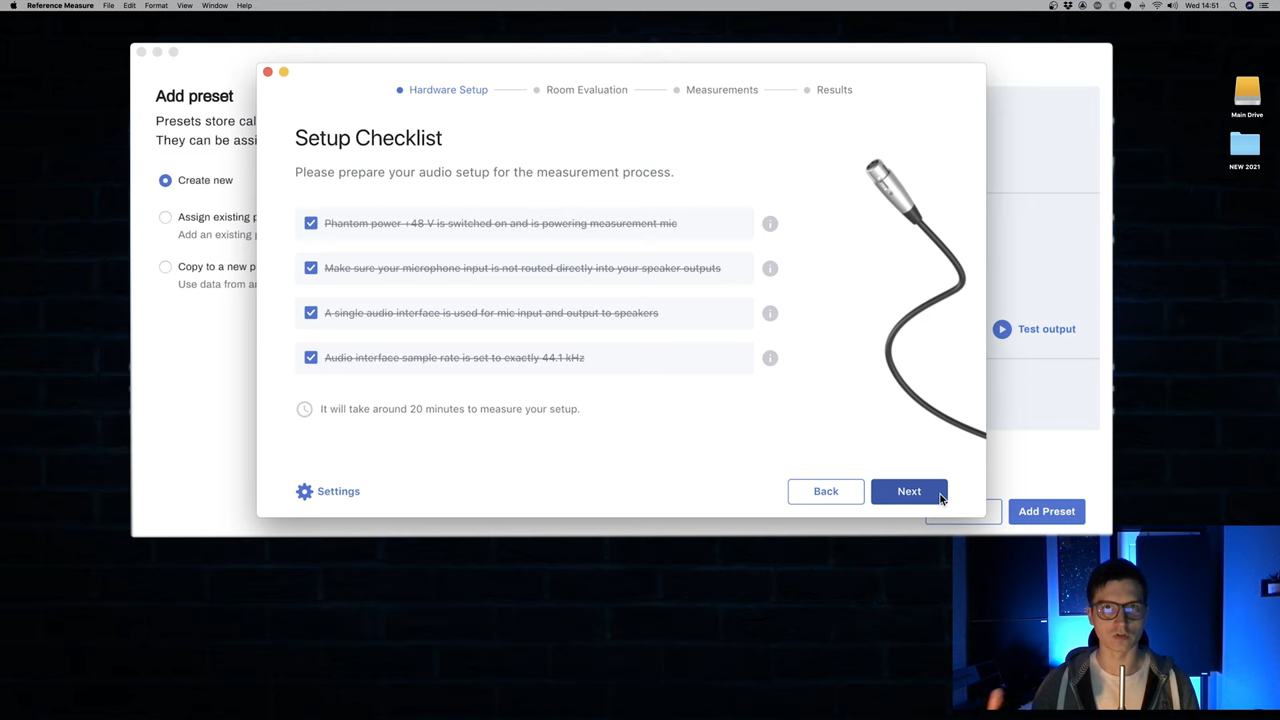 Reference Measure File Edit Format View Window Help
Wed 14:51
Main Drive
NEW 2021
Add preset
Presets store cal
They can be assi
Create new
Assign existing p
Add an existing p
Copy to a new p
Use data from an
Hardware Setup
Room Evaluation
Measurements
Results
Setup Checklist
Please prepare your audio setup for the measurement process.
Phantom power +48 V is switched on and is powering measurement mic
Make sure your microphone input is not routed directly into your speaker outputs
A single audio interface is used for mic input and output to speakers
Audio interface sample rate is set to exactly 44.1 kHz
It will take around 20 minutes to measure your setup.
Settings
Back
Next
Test output
Add Preset